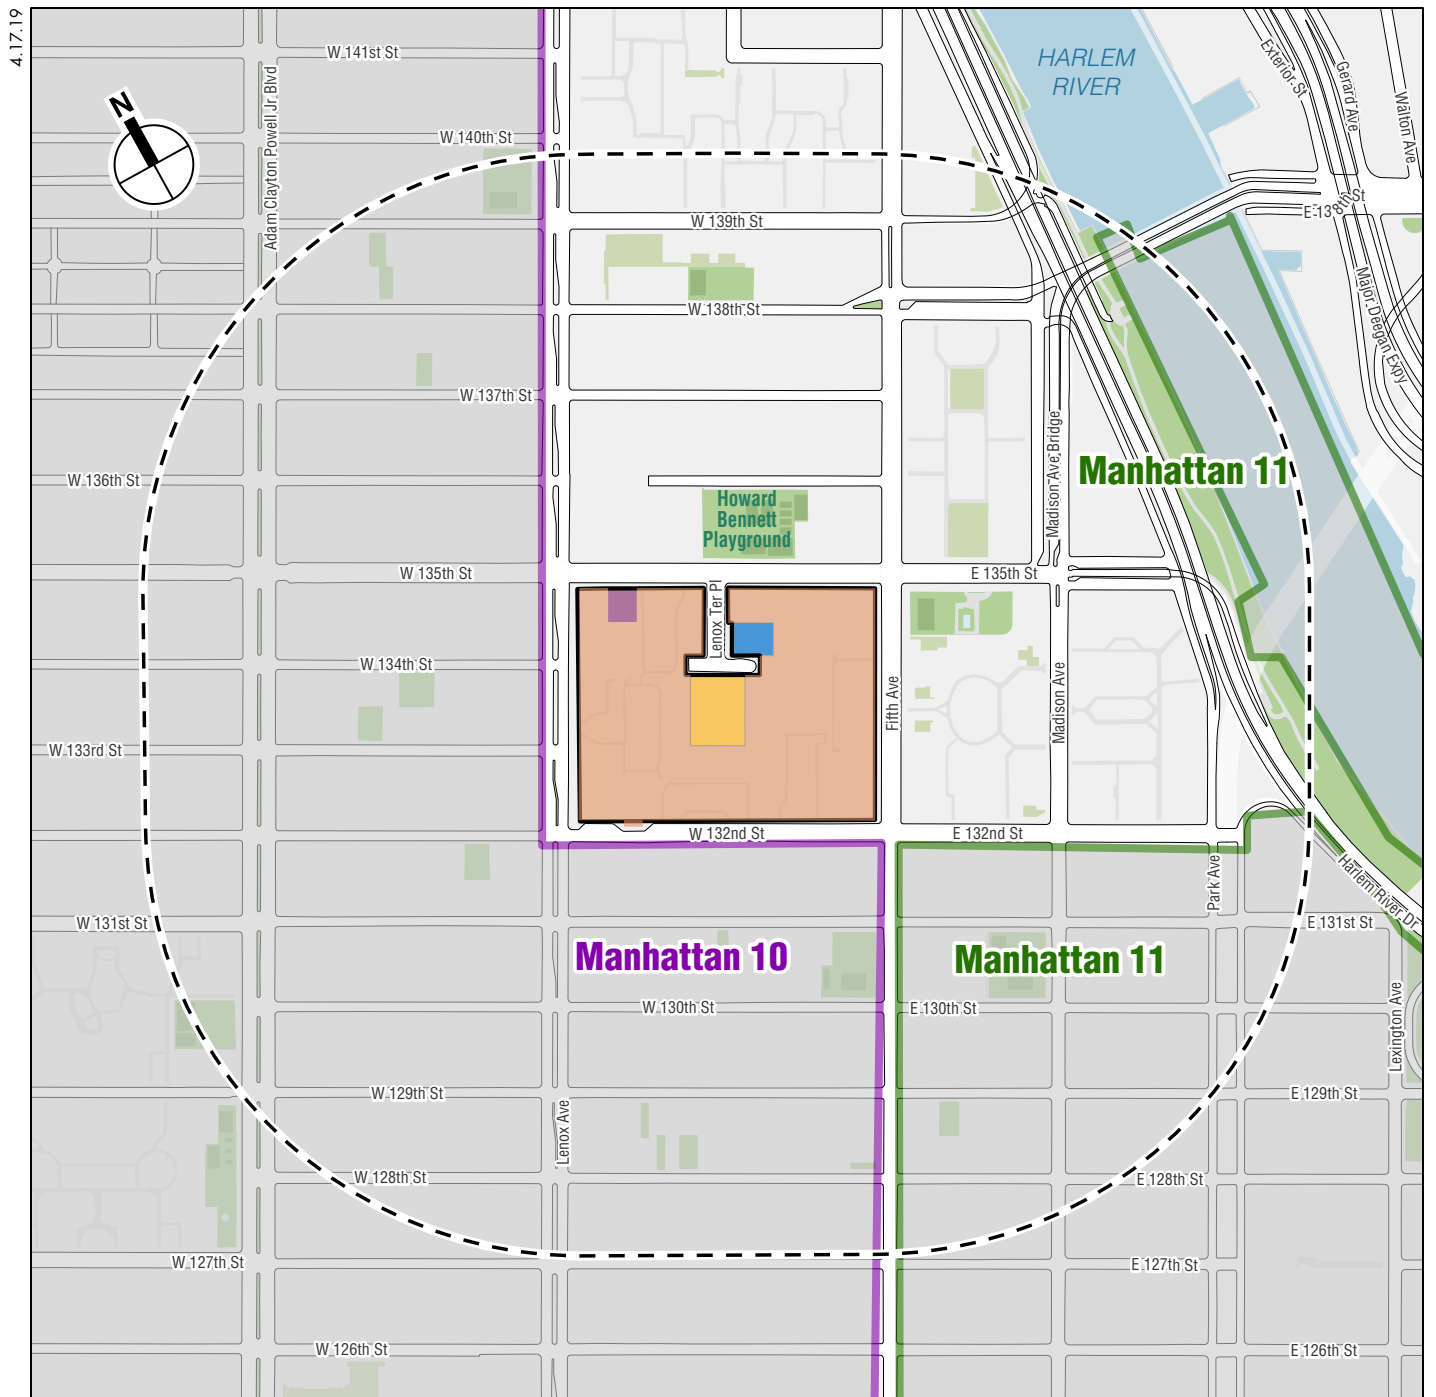 4.17.19
N
W 141st St
HARLEM
RIVER
Exterior St
Gerard Ave
Walton Ave
Adam Clayton Powell Jr Blvd
W 140th St
W 139th St
E 138th St
W 138th St
Major Deegan Expy
W 137th St
Madison Ave Bridge
Manhattan 11
W 136th St
Howard
Bennett
Playground
W 135th St
E 135th St
Lenox Ter Pl
W 134th St
Fifth Ave
Madison Ave
W 133rd St
W 132nd St
E 132nd St
Park Ave
Harlem River Dr
W 131st St
E 131st St
Manhattan 10
Manhattan 11
W 130th St
E 130th St
Lexington Ave
W 129th St
E 129th St
Lenox Ave
W 128th St
E 128th St
W 127th St
E 127th St
W 126th St
E 126th St